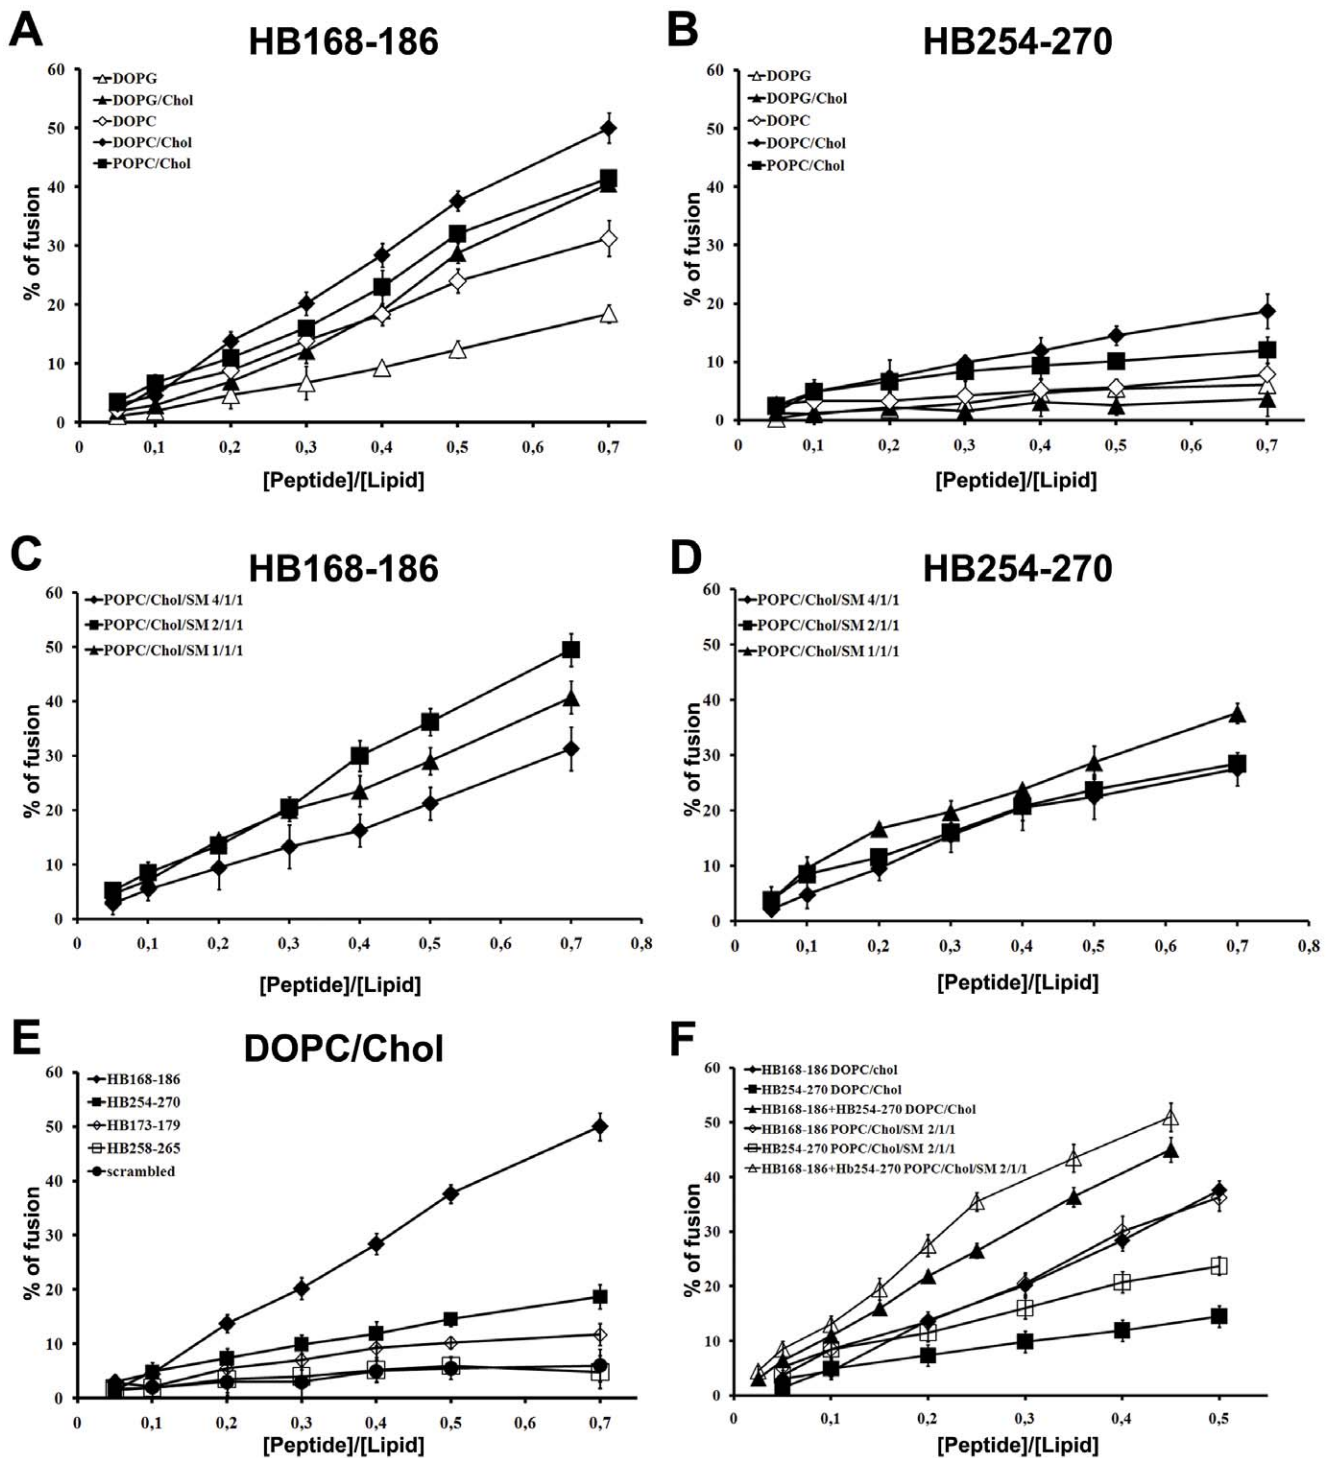 A
HB168-186
60
50
40
30
20
10
0
% of fusion
DOPG
DOPG/Chol
DOPC
DOPC/Chol
POPC/Chol
0 0,1 0,2 0,3 0,4 0,5 0,6 0,7
[Peptide]/[Lipid]
B
HB254-270
60
50
40
30
20
10
0
% of fusion
DOPG
DOPG/Chol
DOPC
DOPC/Chol
POPC/Chol
0 0,1 0,2 0,3 0,4 0,5 0,6 0,7
[Peptide]/[Lipid]
C
HB168-186
60
50
40
30
20
10
0
% of fusion
POPC/Chol/SM 4/1/1
POPC/Chol/SM 2/1/1
POPC/Chol/SM 1/1/1
0 0,1 0,2 0,3 0,4 0,5 0,6 0,7 0,8
[Peptide]/[Lipid]
D
HB254-270
60
50
40
30
20
10
0
% of fusion
POPC/Chol/SM 4/1/1
POPC/Chol/SM 2/1/1
POPC/Chol/SM 1/1/1
0 0,1 0,2 0,3 0,4 0,5 0,6 0,7 0,8
[Peptide]/[Lipid]
E
DOPC/Chol
60
50
40
30
20
10
0
% of fusion
HB168-186
HB254-270
HB173-179
HB258-265
scrambled
0 0,1 0,2 0,3 0,4 0,5 0,6 0,7
[Peptide]/[Lipid]
F
60
50
40
30
20
10
0
% of fusion
HB168-186 DOPC/chol
HB254-270 DOPC/Chol
HB168-186+HB254-270 DOPC/Chol
HB168-186 POPC/Chol/SM 2/1/1
HB254-270 POPC/Chol/SM 2/1/1
HB168-186+Hb254-270 POPC/Chol/SM 2/1/1
0 0,1 0,2 0,3 0,4 0,5
[Peptide]/[Lipid]